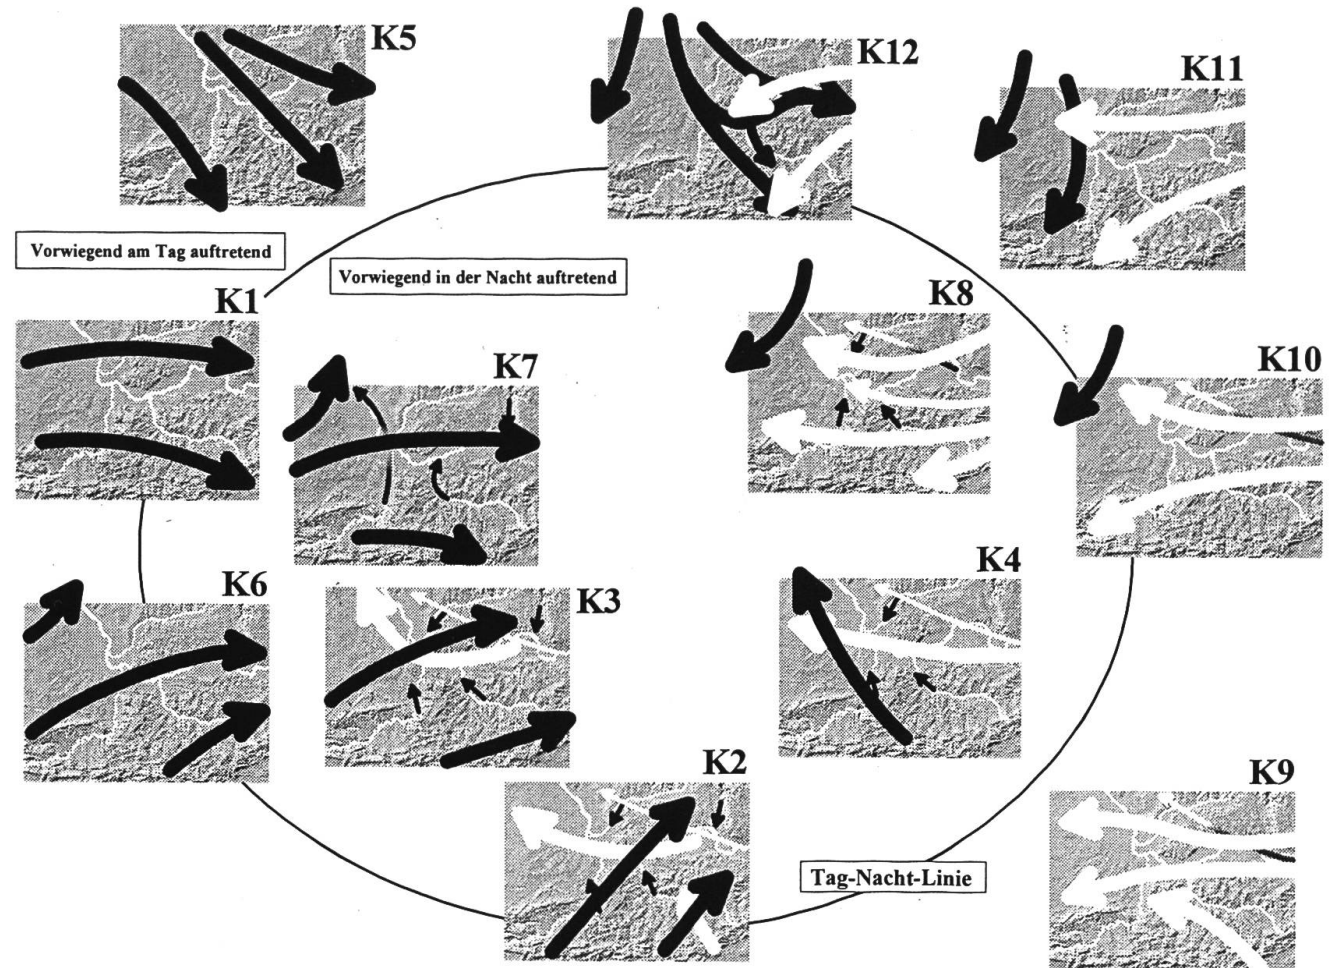 K5
K12
K11
Vorwiegend am Tag auftretend
Vorwiegend in der Nacht auftretend
K1
K8
K7
K10
K6
K3
K4
K2
K9
Tag-Nacht-Linie